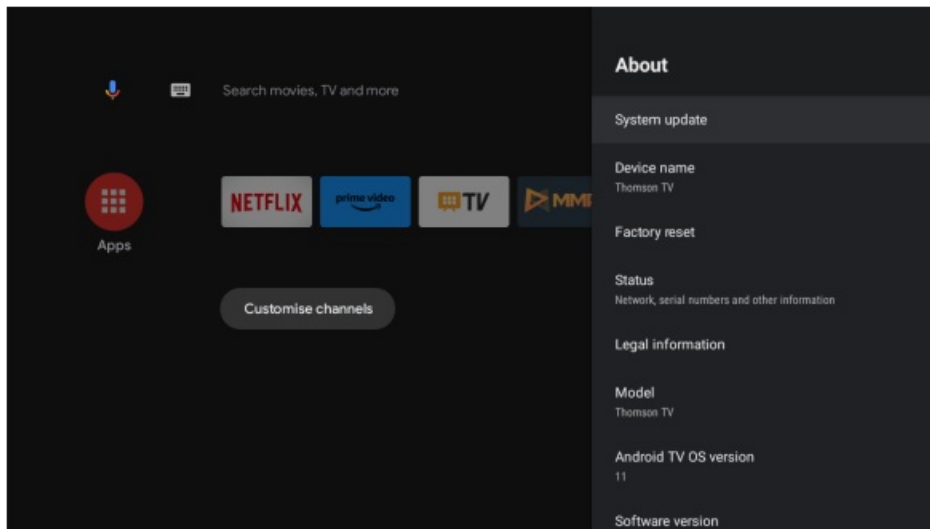 About
Search movies, TV and more
System update
Device name
Thomson TV
NETFLIX
prime video
TV
Factory reset
Apps
Status
Network, serial numbers and other information
Customise channels
Legal information
Model
Thomson TV
Android TV OS version
11
Software version